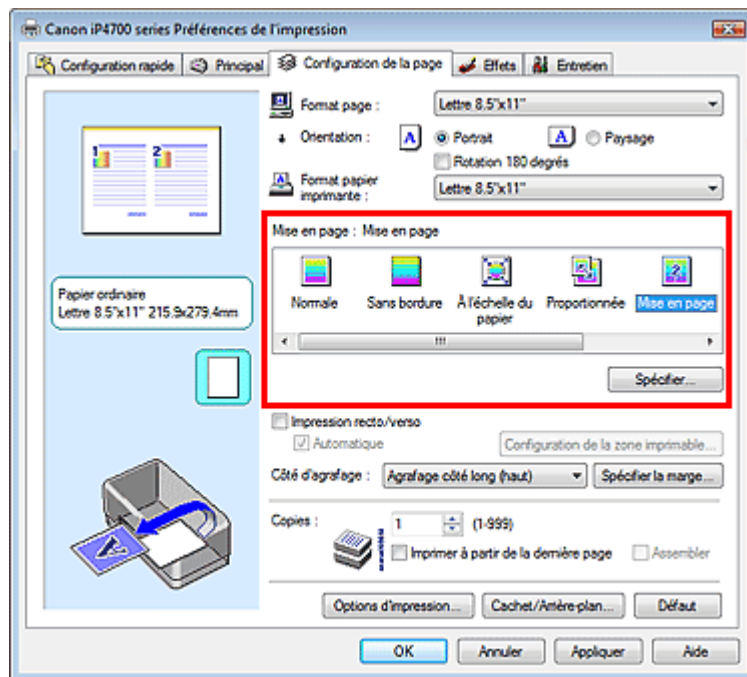 Canon iP4700 series Préférences de l'impression
Configuration rapide Principal Configuration de la page Effets Entretien
Format page : Lettre 8.5"x11"
Orientation : A Portrait A Paysage
Rotation 180 degrés
Format papier imprimante : Lettre 8.5"x11"
1 2
Mise en page : Mise en page
Normale Sans bordure À l'échelle du papier Proportionnée Mise en page
Spécifier...
Papier ordinaire
Lettre 8.5"x11" 215.9x279.4mm
Impression recto/verso
Automatique Configuration de la zone imprimable...
Côté d'agrafage : Agrafage côté long (haut) Spécifier la marge...
Copies : 1 (1-999)
Imprimer à partir de la dernière page Assembler
Options d'impression... Cachet/Arrière-plan... Défaut
OK Annuler Appliquer Aide